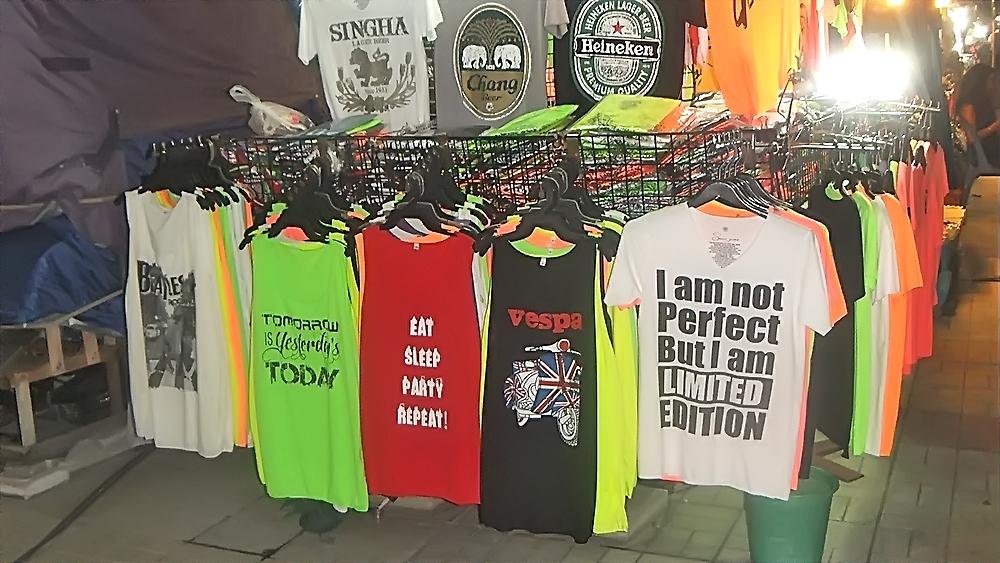 SINGHA
LAGER BEER
Chang
Beer
HEINEKEN LAGER BEER
Heineken
PREMIUM QUALITY
BEATLES
TOMORROW
IS Yesterday's
TODAY
EAT
SLEEP
PARTY
REPEAT!
vespa
I am not
Perfect
But I am
LIMITED
EDITION